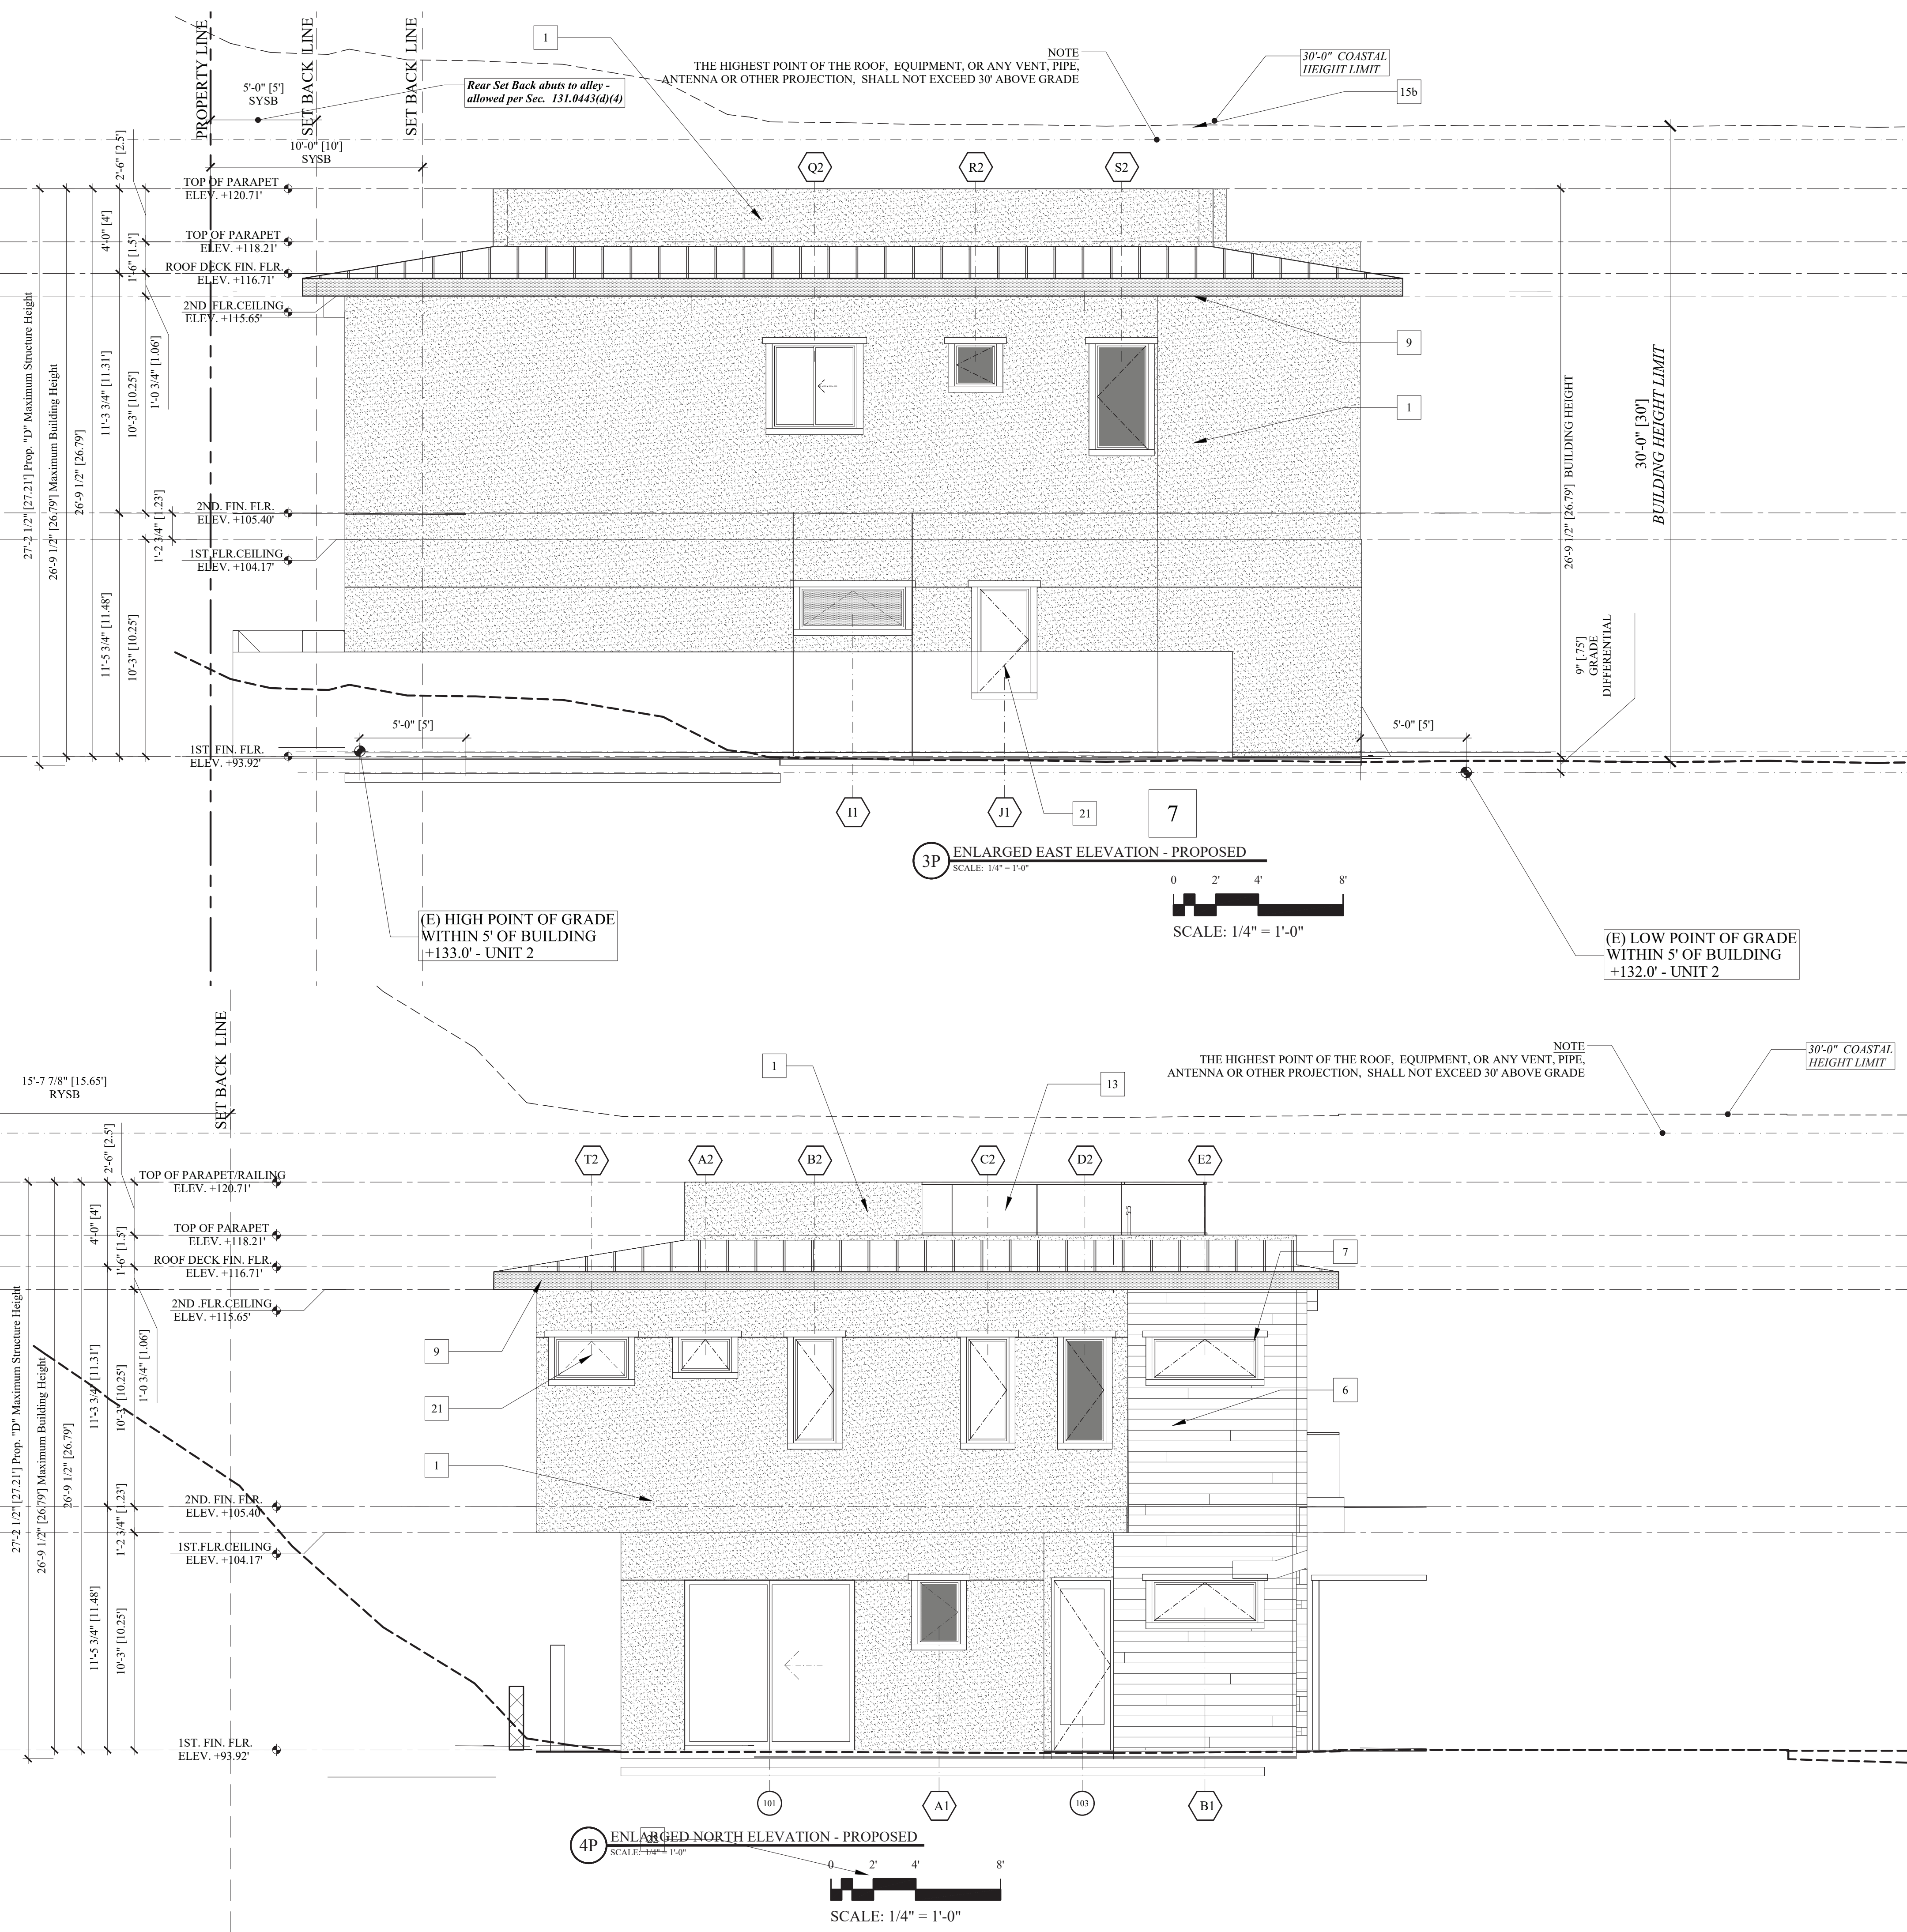 PROPERTY LINE
SET BACK LINE
SET BACK LINE
5'-0" [5']
SYSB
10'-0" [10']
SYSB
Rear Set Back abuts to alley -
allowed per Sec. 131.0443(d)(4)
1
NOTE
THE HIGHEST POINT OF THE ROOF, EQUIPMENT, OR ANY VENT, PIPE,
ANTENNA OR OTHER PROJECTION, SHALL NOT EXCEED 30' ABOVE GRADE
30'-0" COASTAL
HEIGHT LIMIT
15b
Q2
R2
S2
2'-6" [2.5']
TOP OF PARAPET
ELEV. +120.71'
TOP OF PARAPET
ELEV. +118.21'
ROOF DECK FIN. FLR.
ELEV. +116.71'
2ND .FLR.CEILING
ELEV. +115.65'
4'-0" [4']
1'-6" [1.5']
27'-2 1/2" [27.21'] Prop. "D" Maximum Structure Height
26'-9 1/2" [26.79'] Maximum Building Height
26'-9 1/2" [26.79']
11'-3 3/4" [11.31']
10'-3" [10.25']
1'-0 3/4" [1.06']
9
1
2ND. FIN. FLR.
ELEV. +105.40'
1ST.FLR.CEILING
ELEV. +104.17'
1'-2 3/4" [1.23']
11'-5 3/4" [11.48']
10'-3" [10.25']
1ST. FIN. FLR.
ELEV. +93.92'
5'-0" [5']
5'-0" [5']
26'-9 1/2" [26.79'] BUILDING HEIGHT
30'-0" [30']
BUILDING HEIGHT LIMIT
9" [.75']
GRADE
DIFFERENTIAL
I1
J1
21
7
3P
ENLARGED EAST ELEVATION - PROPOSED
SCALE: 1/4" = 1'-0"
0 2' 4' 8'
SCALE: 1/4" = 1'-0"
(E) HIGH POINT OF GRADE
WITHIN 5' OF BUILDING
+133.0' - UNIT 2
(E) LOW POINT OF GRADE
WITHIN 5' OF BUILDING
+132.0' - UNIT 2
SET BACK LINE
15'-7 7/8" [15.65']
RYSB
1
13
NOTE
THE HIGHEST POINT OF THE ROOF, EQUIPMENT, OR ANY VENT, PIPE,
ANTENNA OR OTHER PROJECTION, SHALL NOT EXCEED 30' ABOVE GRADE
30'-0" COASTAL
HEIGHT LIMIT
T2
A2
B2
C2
D2
E2
2'-6" [2.5']
TOP OF PARAPET/RAILING
ELEV. +120.71'
TOP OF PARAPET
ELEV. +118.21'
ROOF DECK FIN. FLR.
ELEV. +116.71'
2ND .FLR.CEILING
ELEV. +115.65'
4'-0" [4']
1'-6" [1.5']
27'-2 1/2" [27.21'] Prop. "D" Maximum Structure Height
26'-9 1/2" [26.79'] Maximum Building Height
26'-9 1/2" [26.79']
11'-3 3/4" [11.31']
10'-3" [10.25']
1'-0 3/4" [1.06']
7
9
21
6
1
2ND. FIN. FLR.
ELEV. +105.40'
1ST.FLR.CEILING
ELEV. +104.17'
1'-2 3/4" [1.23']
11'-5 3/4" [11.48']
10'-3" [10.25']
1ST. FIN. FLR.
ELEV. +93.92'
101
A1
103
B1
4P
ENLARGED NORTH ELEVATION - PROPOSED
SCALE: 1/4" = 1'-0"
0 2' 4' 8'
SCALE: 1/4" = 1'-0"